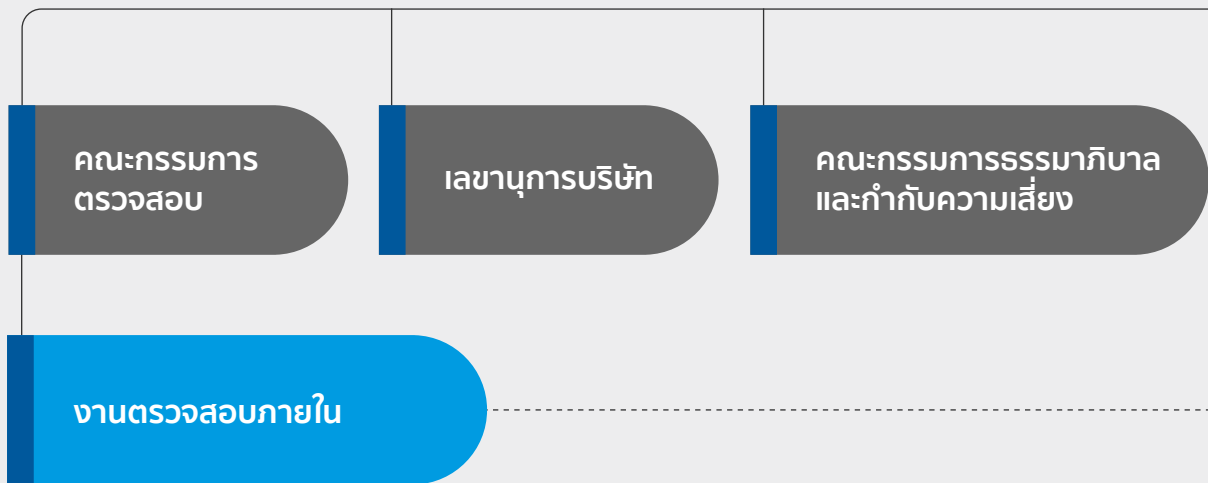 คณะกรรมการ
ตรวจสอบ
เลขานุการบริษัท
คณะกรรมการธรรมาภิบาล
และกำกับความเสี่ยง
งานตรวจสอบภายใน